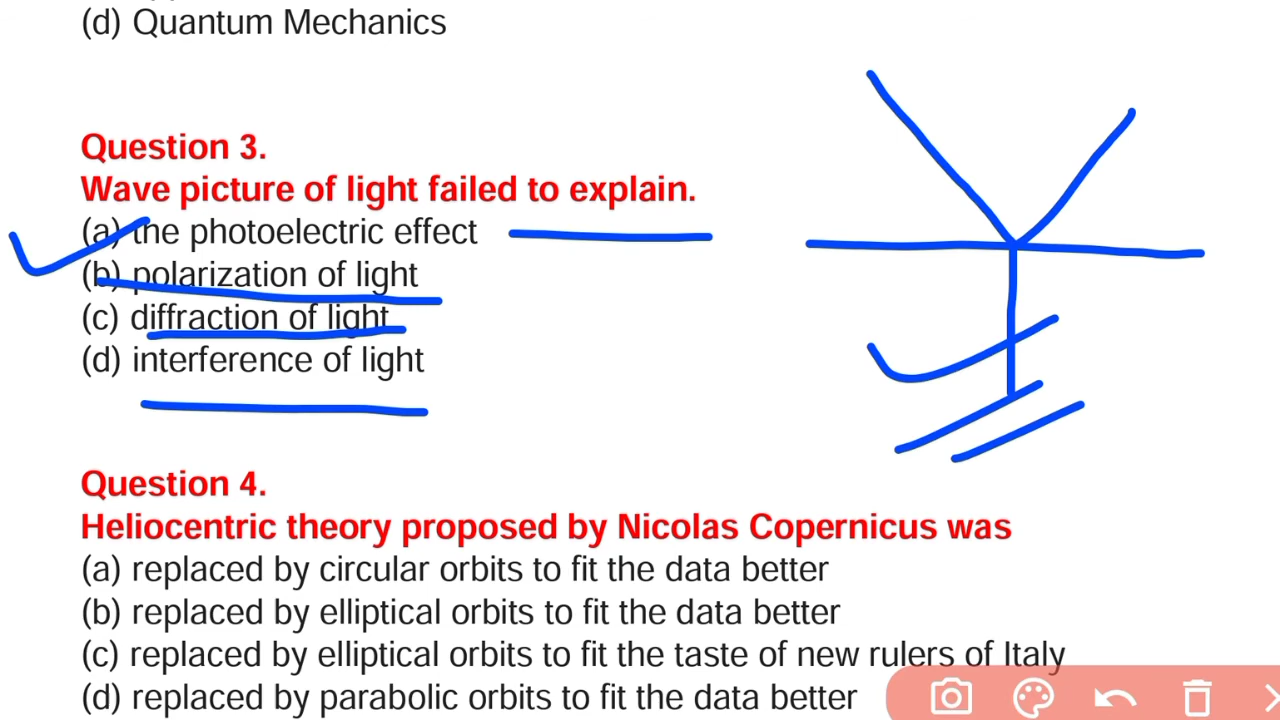 (d) Quantum Mechanics
Question 3.
Wave picture of light failed to explain.
(a) the photoelectric effect
(b) polarization of light
(c) diffraction of light
(d) interference of light
Question 4.
Heliocentric theory proposed by Nicolas Copernicus was
(a) replaced by circular orbits to fit the data better
(b) replaced by elliptical orbits to fit the data better
(c) replaced by elliptical orbits to fit the taste of new rulers of Italy
(d) replaced by parabolic orbits to fit the data better